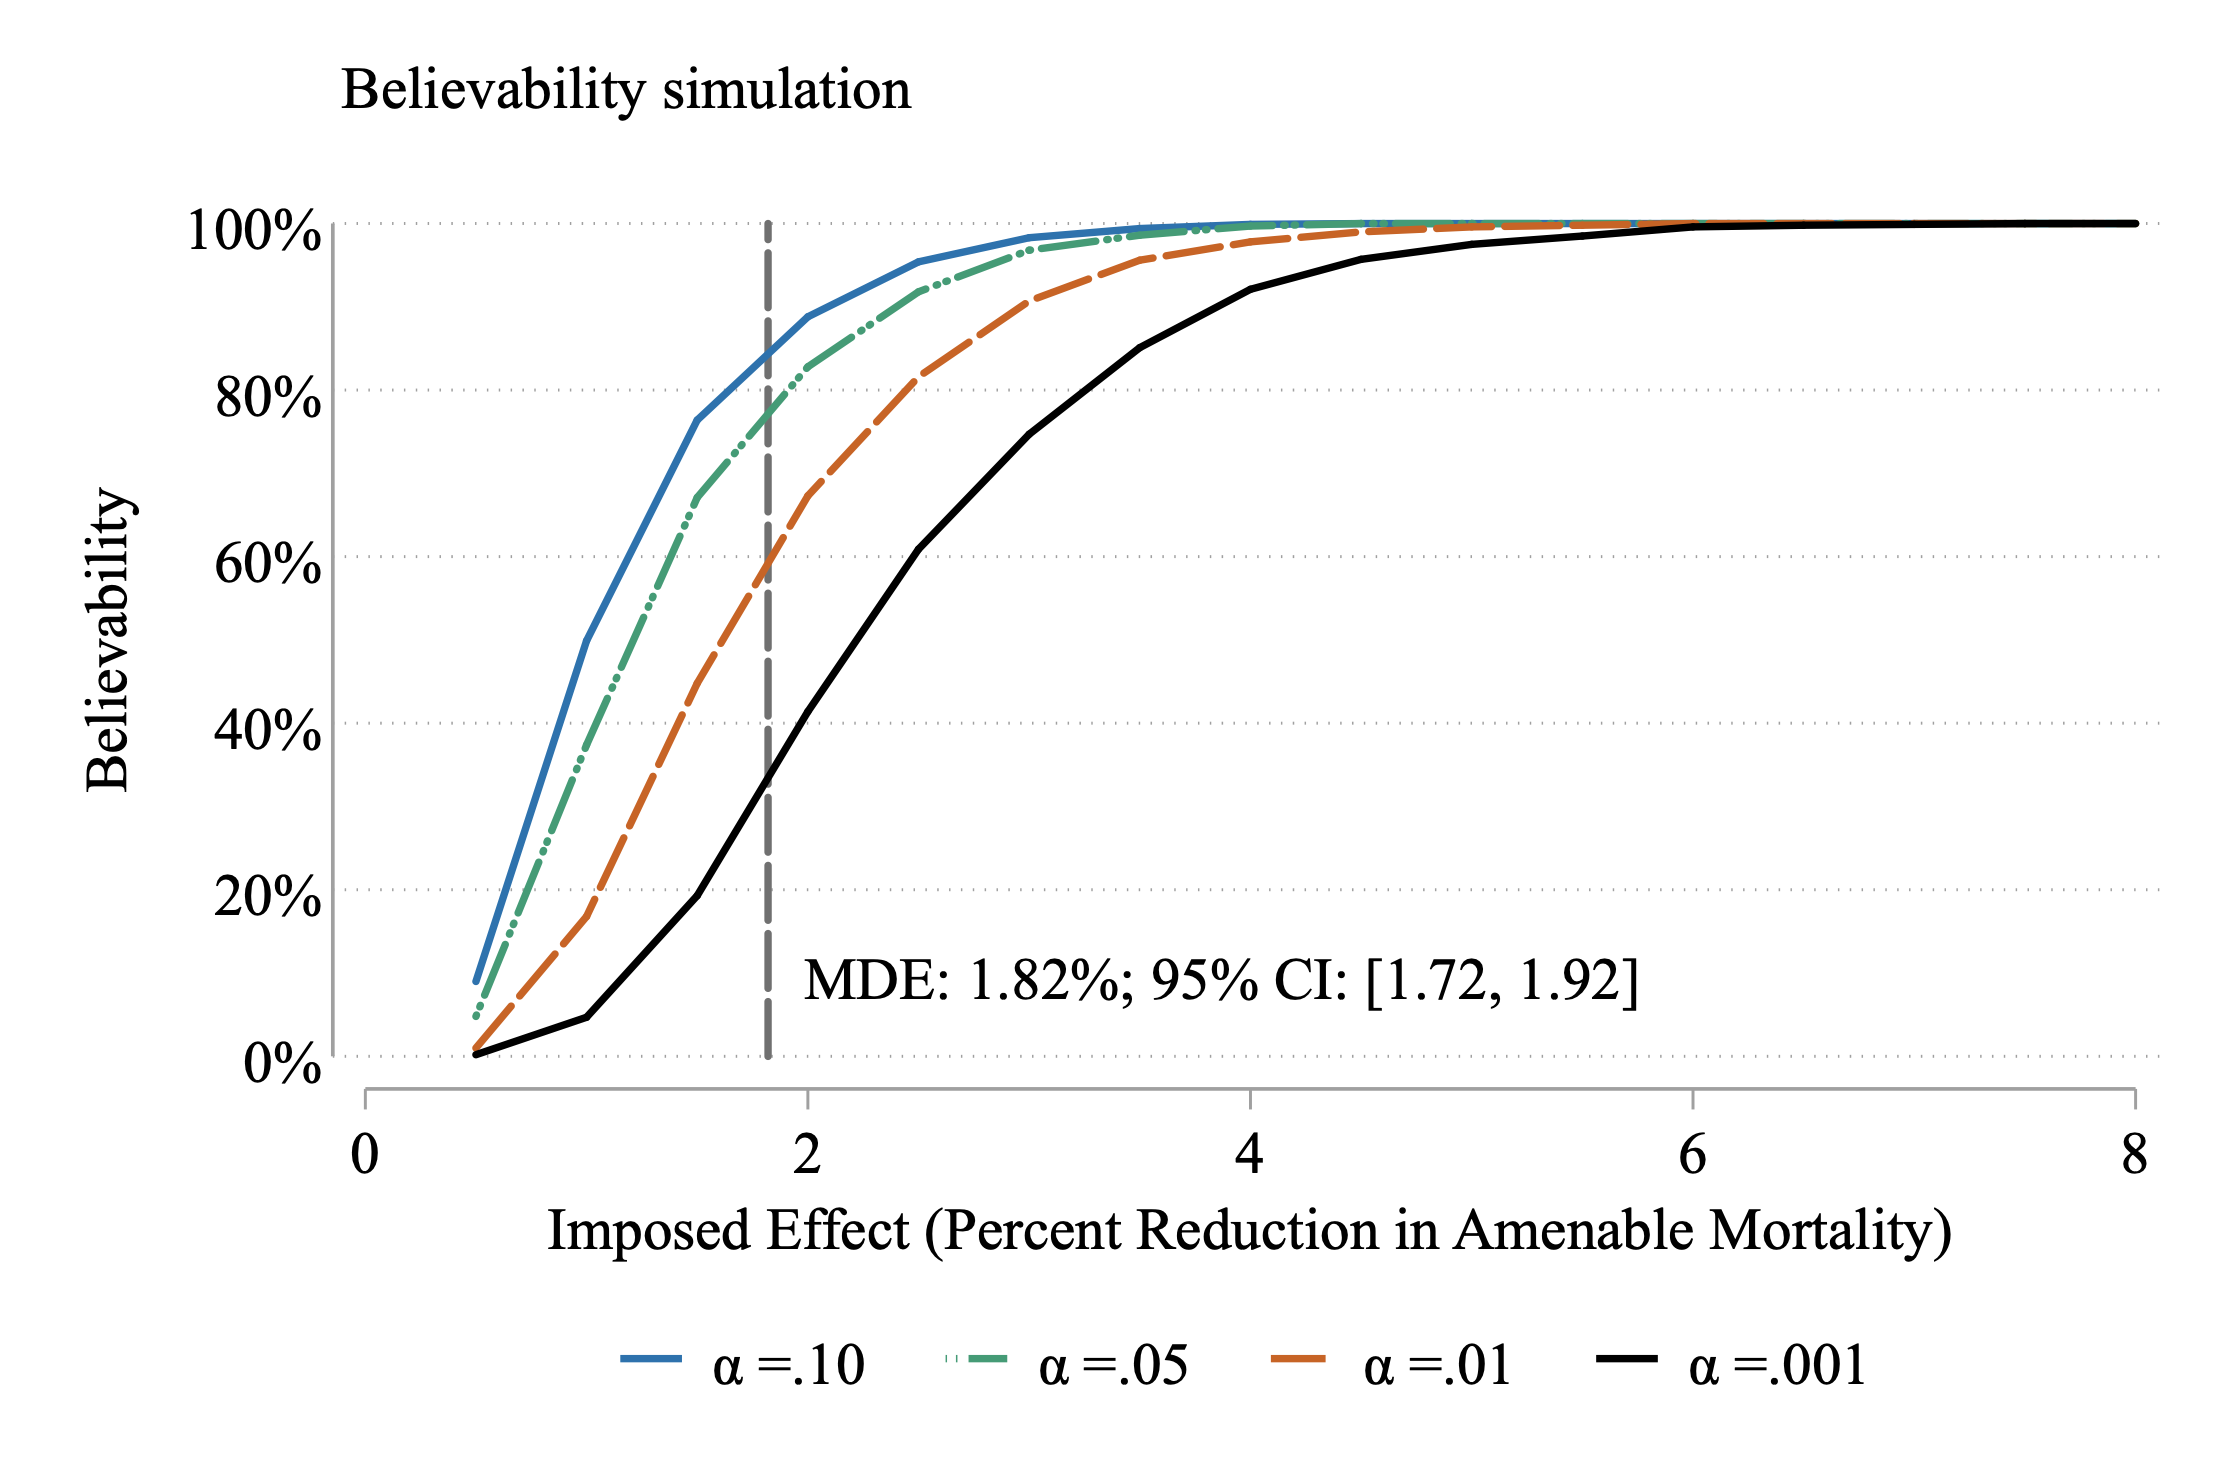 Believability simulation
100%
80%
60%
40%
20%
0%
Believability
MDE: 1.82%; 95% CI: [1.72, 1.92]
0 2 4 6 8
Imposed Effect (Percent Reduction in Amenable Mortality)
α =.10 α =.05 α =.01 α =.001